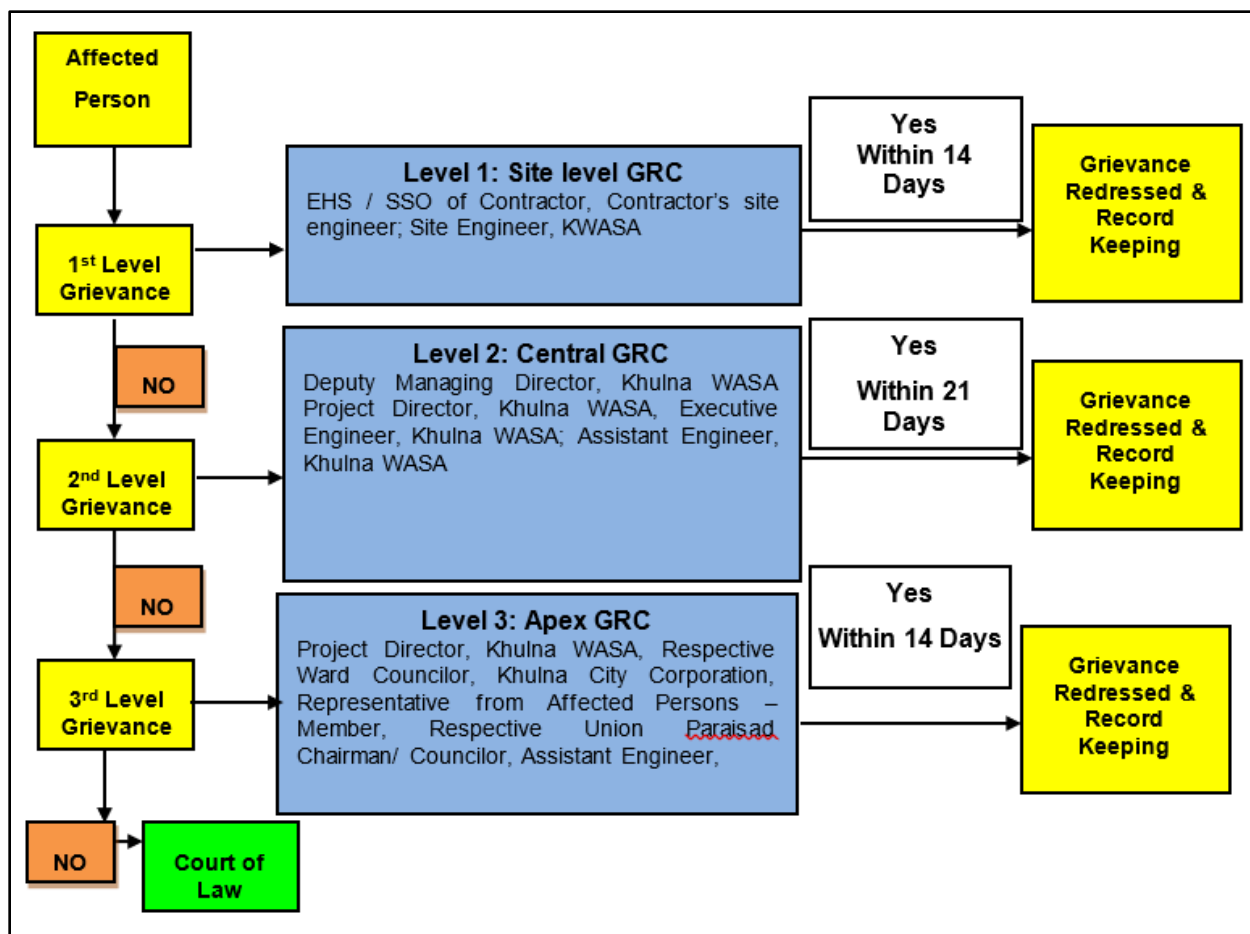 Affected
Person
Level 1: Site level GRC
EHS / SSO of Contractor, Contractor's site
engineer; Site Engineer, KWASA
Yes
Within 14
Days
Grievance
Redressed &
Record
Keeping
1st Level
Grievance
NO
Level 2: Central GRC
Deputy Managing Director, Khulna WASA
Project Director, Khulna WASA, Executive
Engineer, Khulna WASA; Assistant Engineer,
Khulna WASA
Yes
Within 21
Days
Grievance
Redressed &
Record
Keeping
2nd Level
Grievance
NO
Level 3: Apex GRC
Project Director, Khulna WASA, Respective
Ward Councilor, Khulna City Corporation,
Representative from Affected Persons –
Member, Respective Union Paraisad
Chairman/ Councilor, Assistant Engineer,
Yes
Within 14 Days
Grievance
Redressed &
Record
Keeping
3rd Level
Grievance
NO
Court of
Law